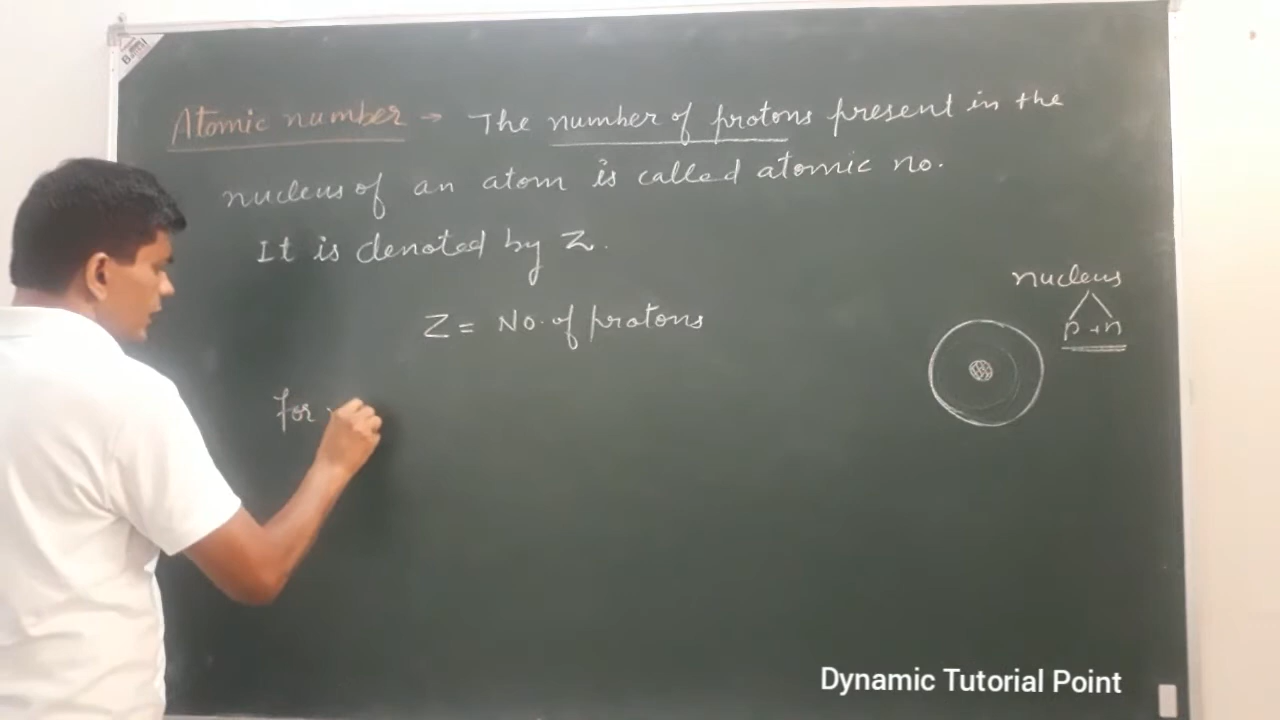 Atomic number → The number of protons present in the
nucleus of an atom is called atomic no.
It is denoted by Z.
Z = No. of protons
for
nucleus
p + n
Dynamic Tutorial Point